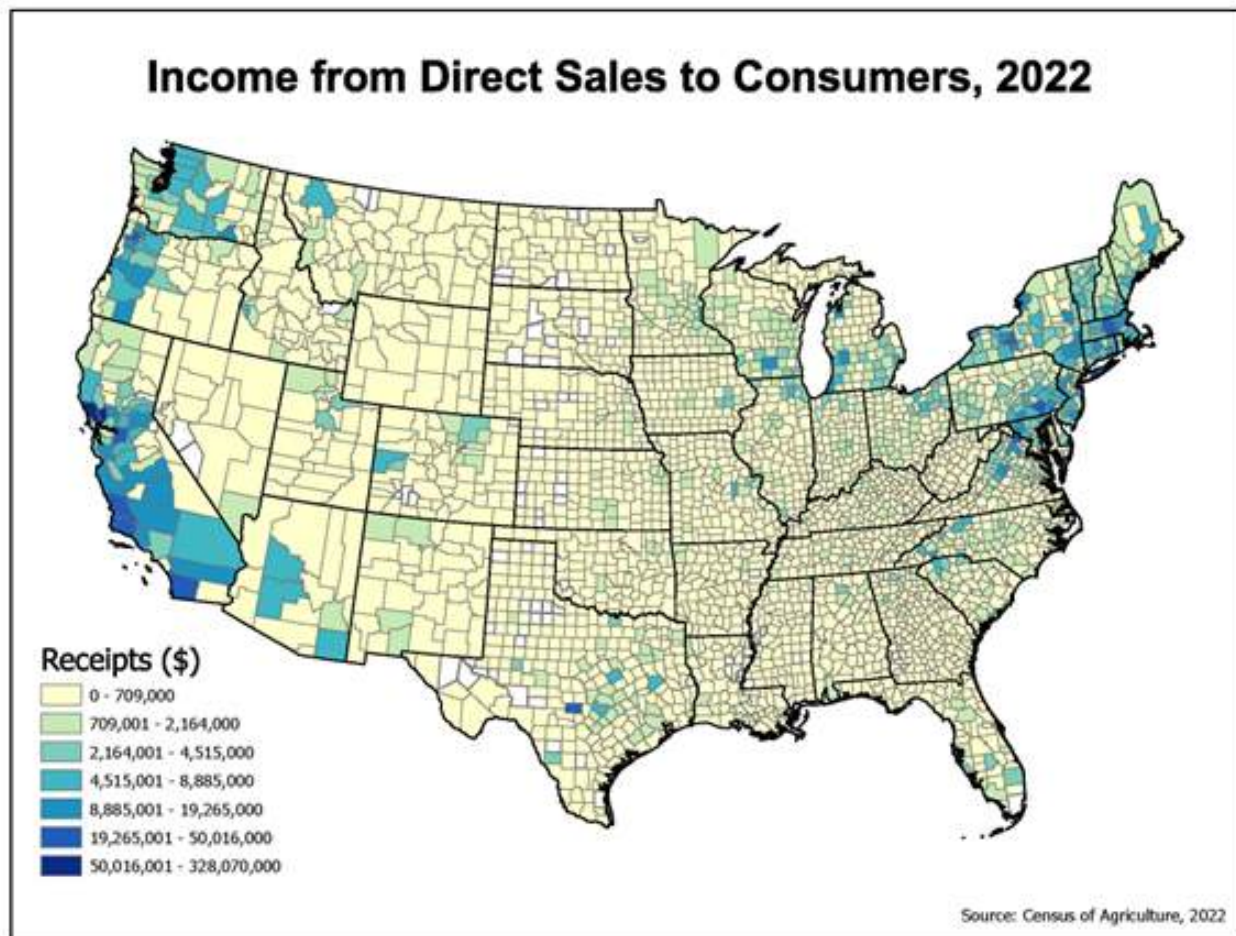 Income from Direct Sales to Consumers, 2022
Receipts ($)
0 - 709,000
709,001 - 2,164,000
2,164,001 - 4,515,000
4,515,001 - 8,885,000
8,885,001 - 19,265,000
19,265,001 - 50,016,000
50,016,001 - 328,070,000
Source: Census of Agriculture, 2022